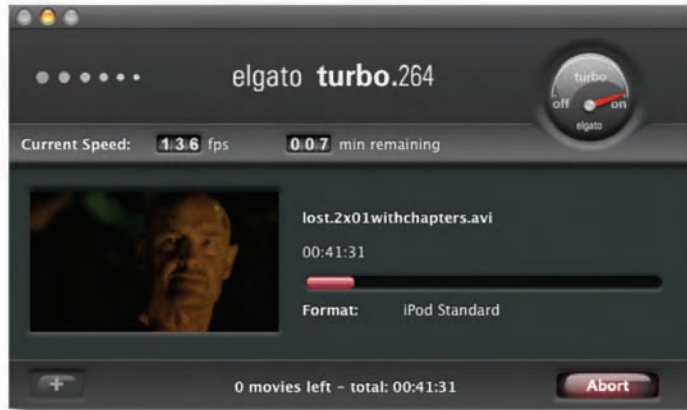 elgato turbo.264
turbo
off on
elgato
Current Speed: 136 fps 007 min remaining
lost.2x01withchapters.avi
00:41:31
Format: iPod Standard
0 movies left – total: 00:41:31
Abort